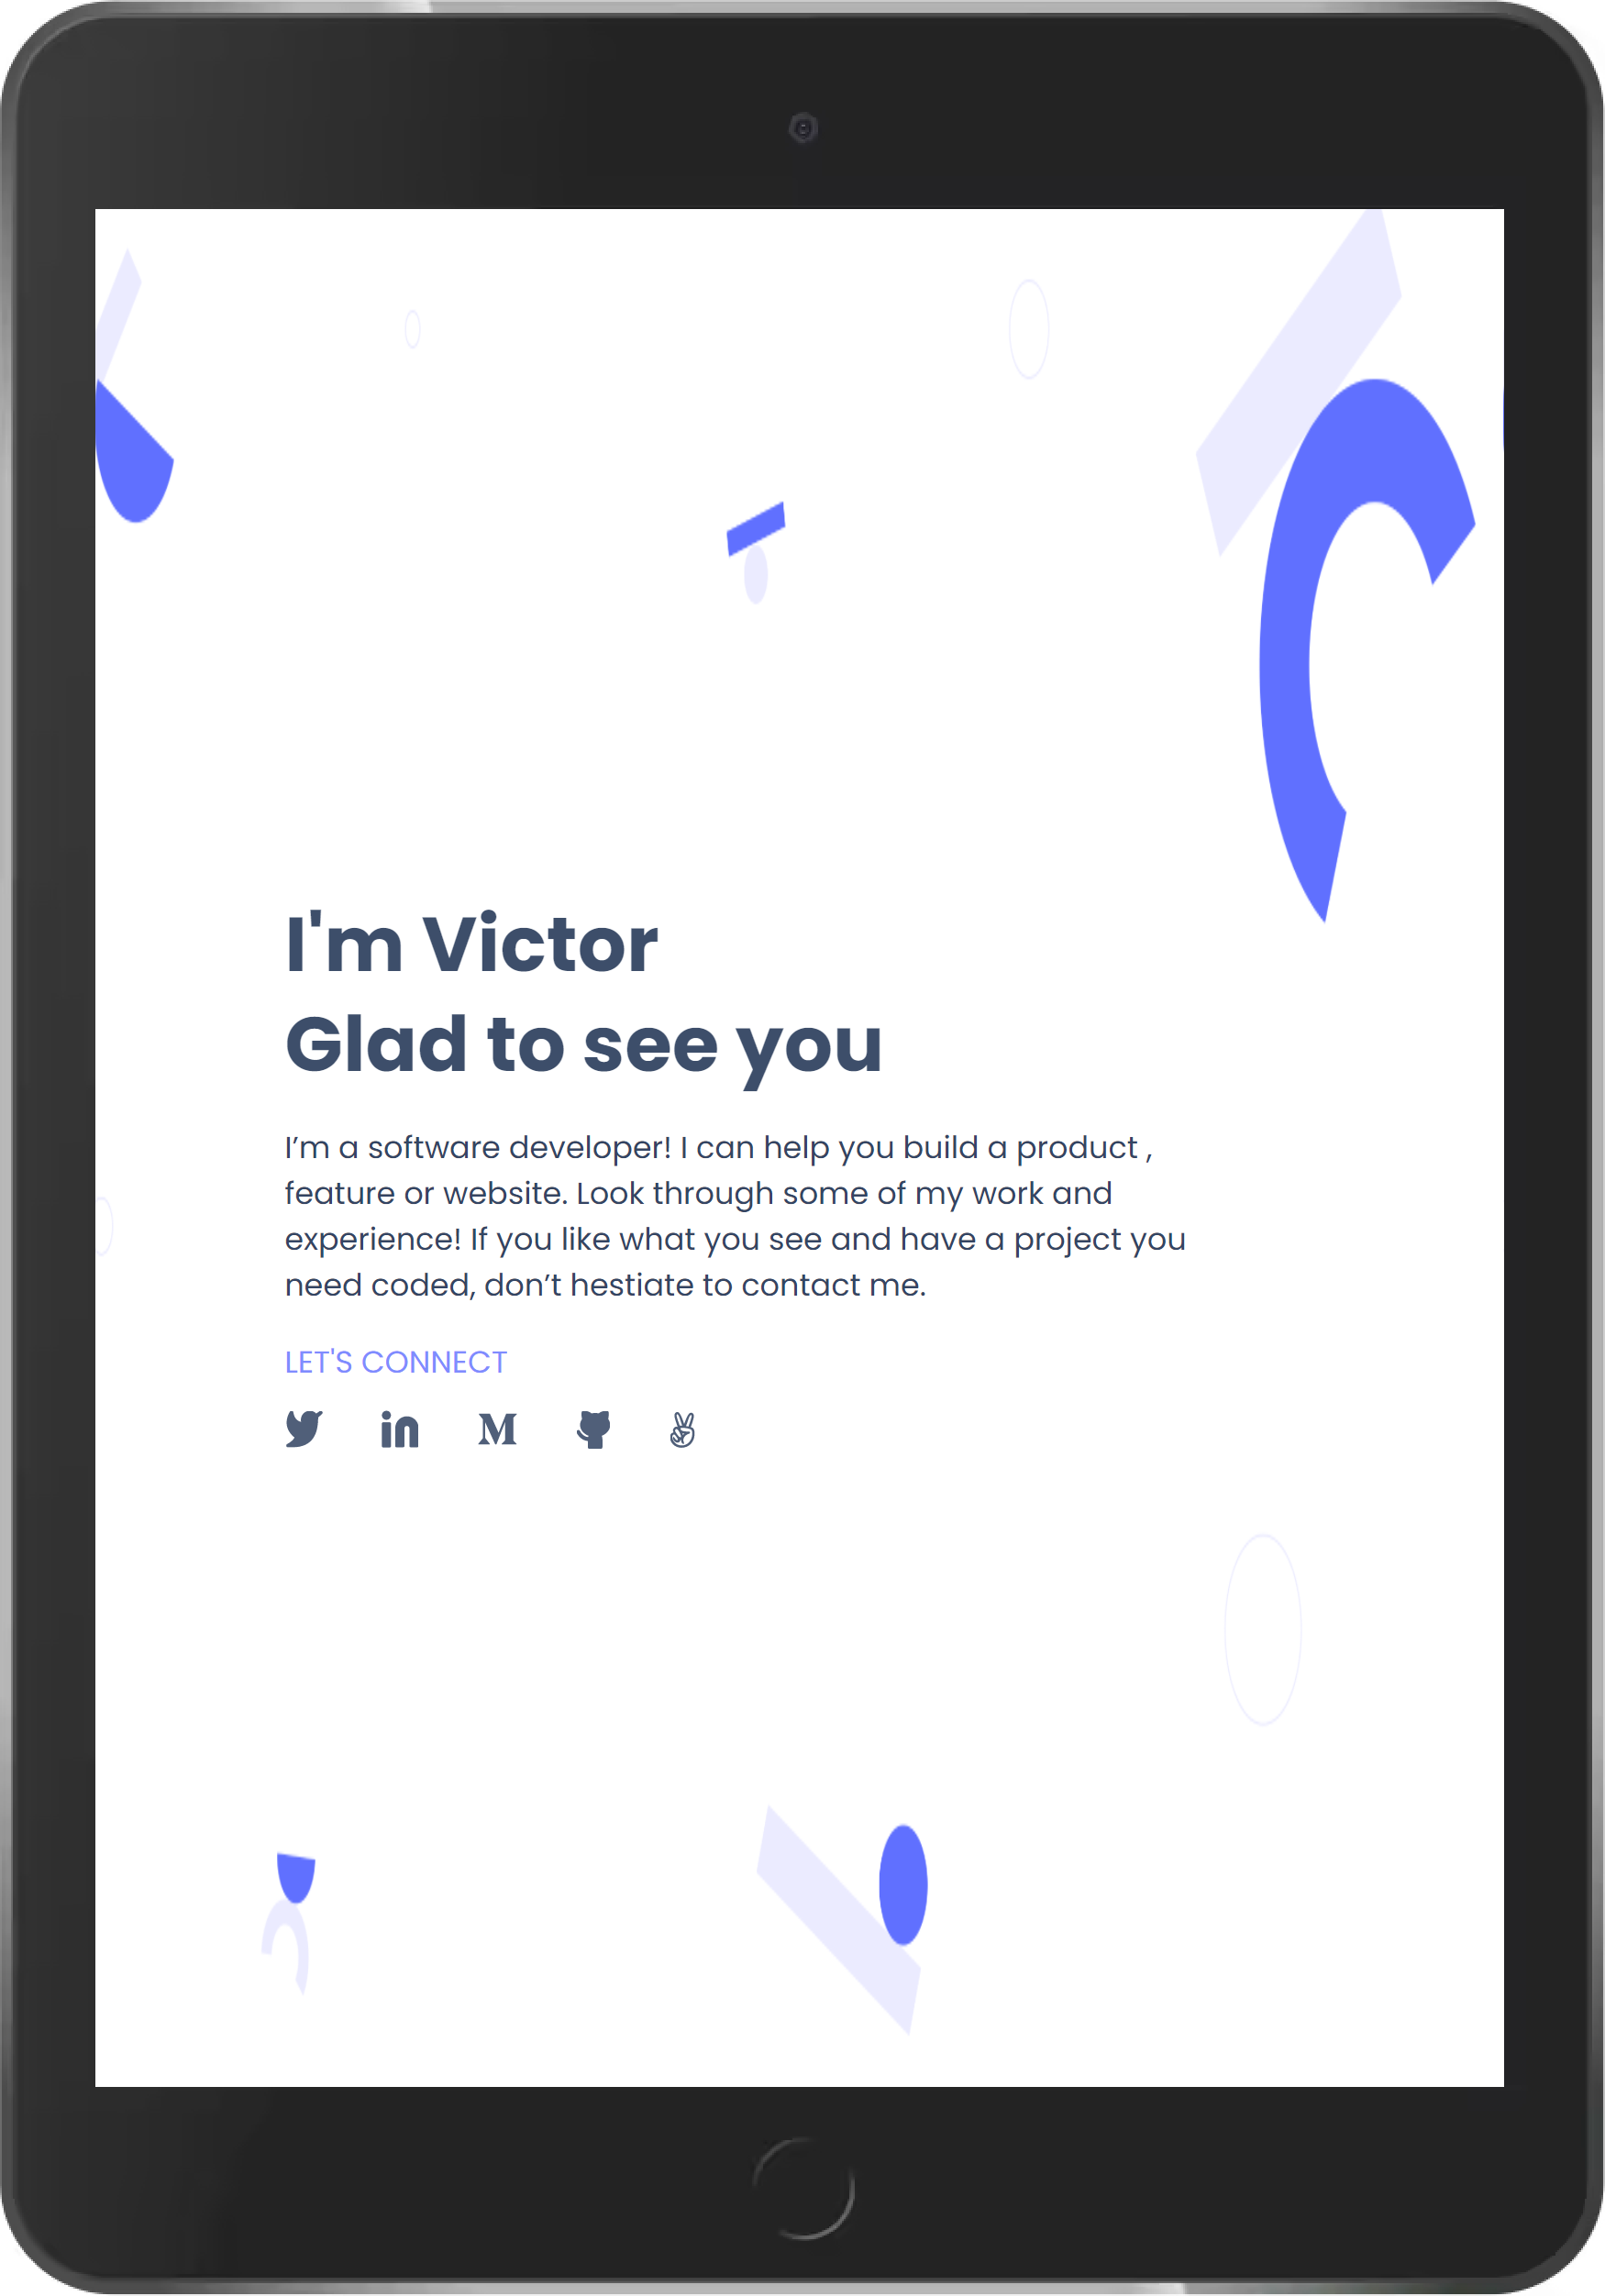 I'm Victor
Glad to see you
I’m a software developer! I can help you build a product ,
feature or website. Look through some of my work and
experience! If you like what you see and have a project you
need coded, don’t hestiate to contact me.
LET'S CONNECT